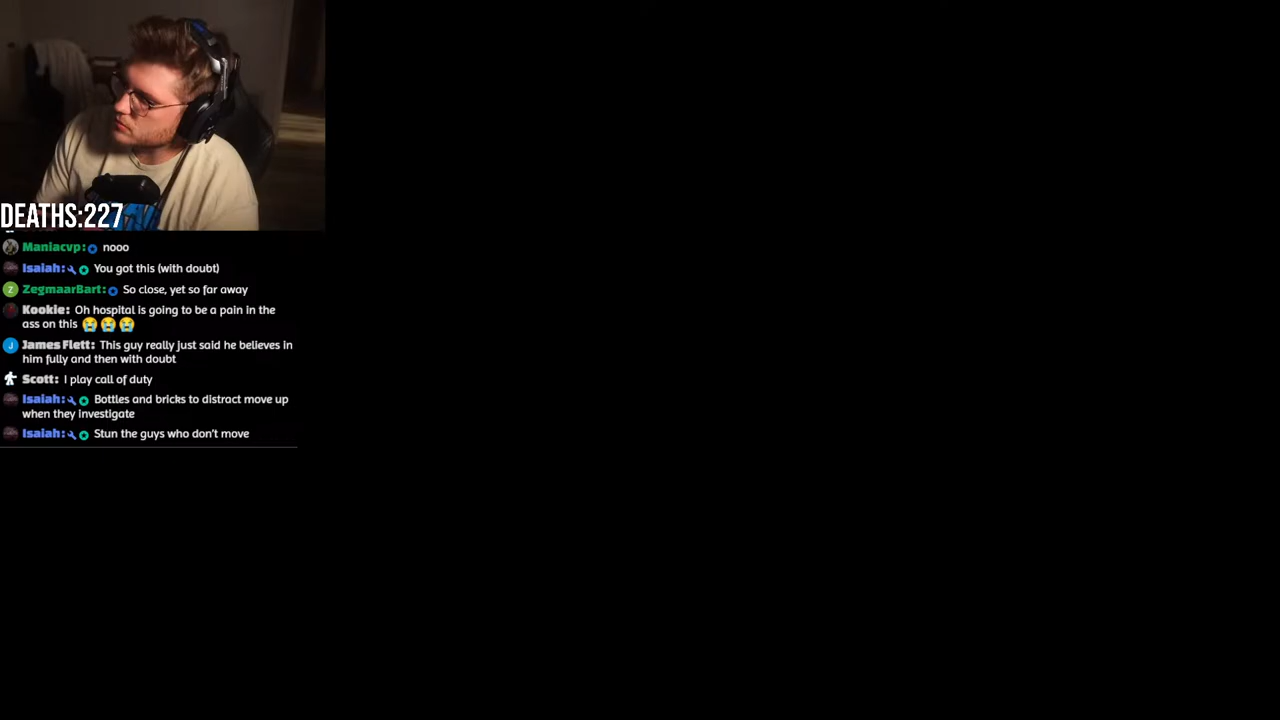 DEATHS:227
Maniacvp: nooo
Isaiah: You got this (with doubt)
ZegmaarBart: So close, yet so far away
Kookie: Oh hospital is going to be a pain in the
ass on this 😭😭😭
James Flett: This guy really just said he believes in
him fully and then with doubt
Scott: I play call of duty
Isaiah: Bottles and bricks to distract move up
when they investigate
Isaiah: Stun the guys who don't move